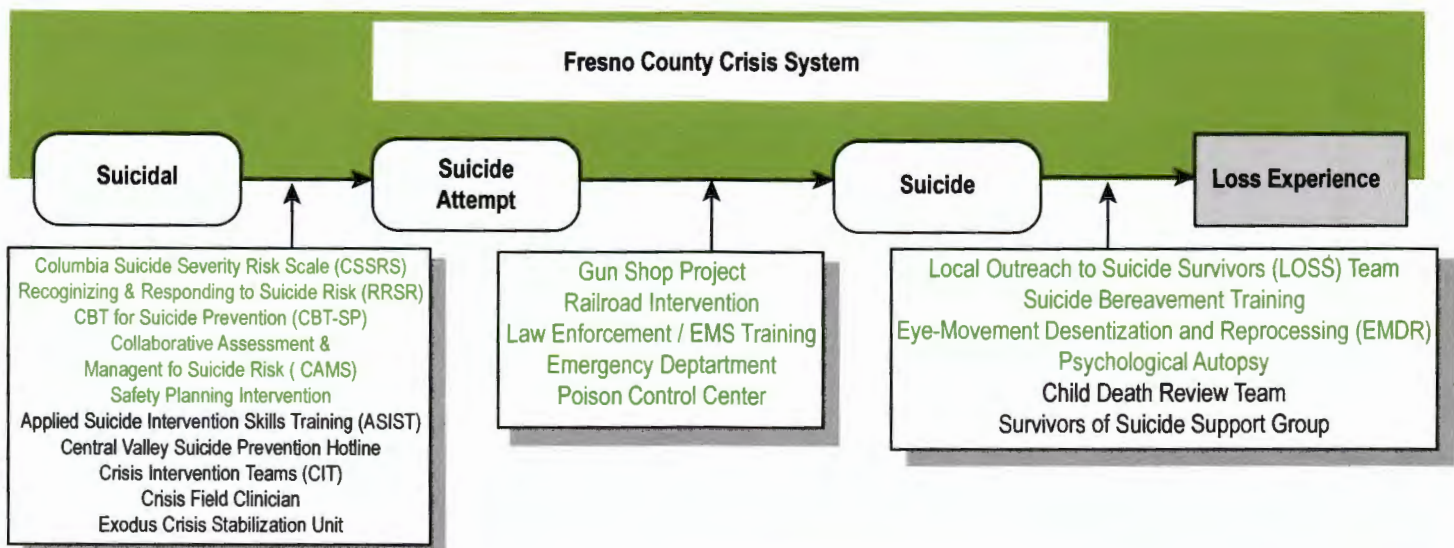 Fresno County Crisis System
Suicidal
Suicide
Attempt
Suicide
Loss Experience
Columbia Suicide Severity Risk Scale (CSSRS)
Recoginizing & Responding to Suicide Risk (RRSR)
CBT for Suicide Prevention (CBT-SP)
Collaborative Assessment &
Managent fo Suicide Risk ( CAMS)
Safety Planning Intervention
Applied Suicide Intervention Skills Training (ASIST)
Central Valley Suicide Prevention Hotline
Crisis Intervention Teams (CIT)
Crisis Field Clinician
Exodus Crisis Stabilization Unit
Gun Shop Project
Railroad Intervention
Law Enforcement / EMS Training
Emergency Deptartment
Poison Control Center
Local Outreach to Suicide Survivors (LOSS) Team
Suicide Bereavement Training
Eye-Movement Desentization and Reprocessing (EMDR)
Psychological Autopsy
Child Death Review Team
Survivors of Suicide Support Group